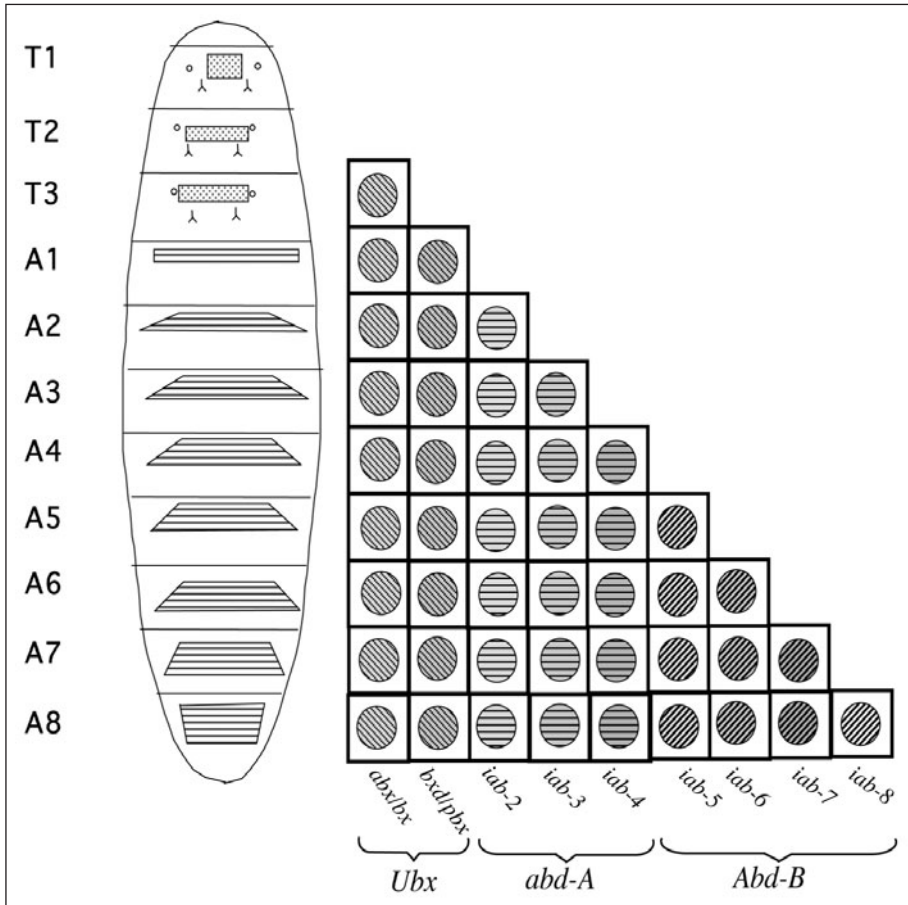 T1
T2
T3
A1
A2
A3
A4
A5
A6
A7
A8
abx/bx
bxd/pbx
iab-2
iab-3
iab-4
iab-5
iab-6
iab-7
iab-8
Ubx
abd-A
Abd-B